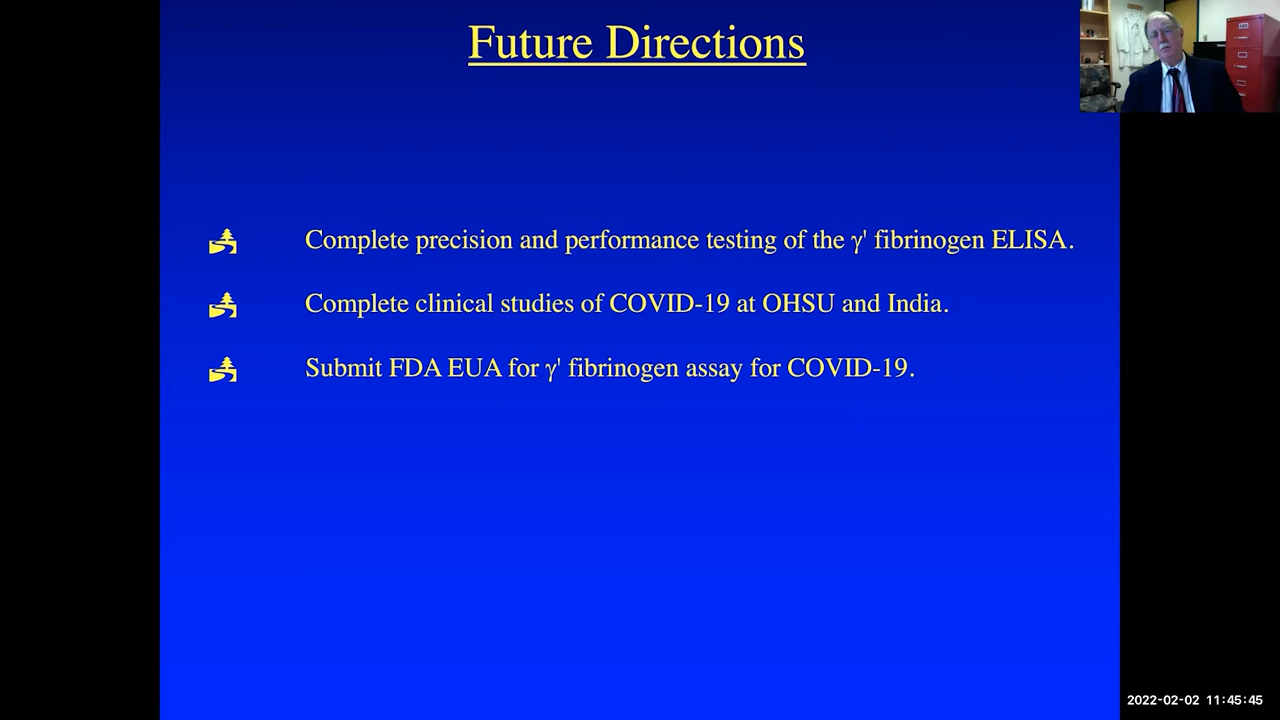 Future Directions
Complete precision and performance testing of the γ' fibrinogen ELISA.
Complete clinical studies of COVID-19 at OHSU and India.
Submit FDA EUA for γ' fibrinogen assay for COVID-19.
2022-02-02 11:45:45